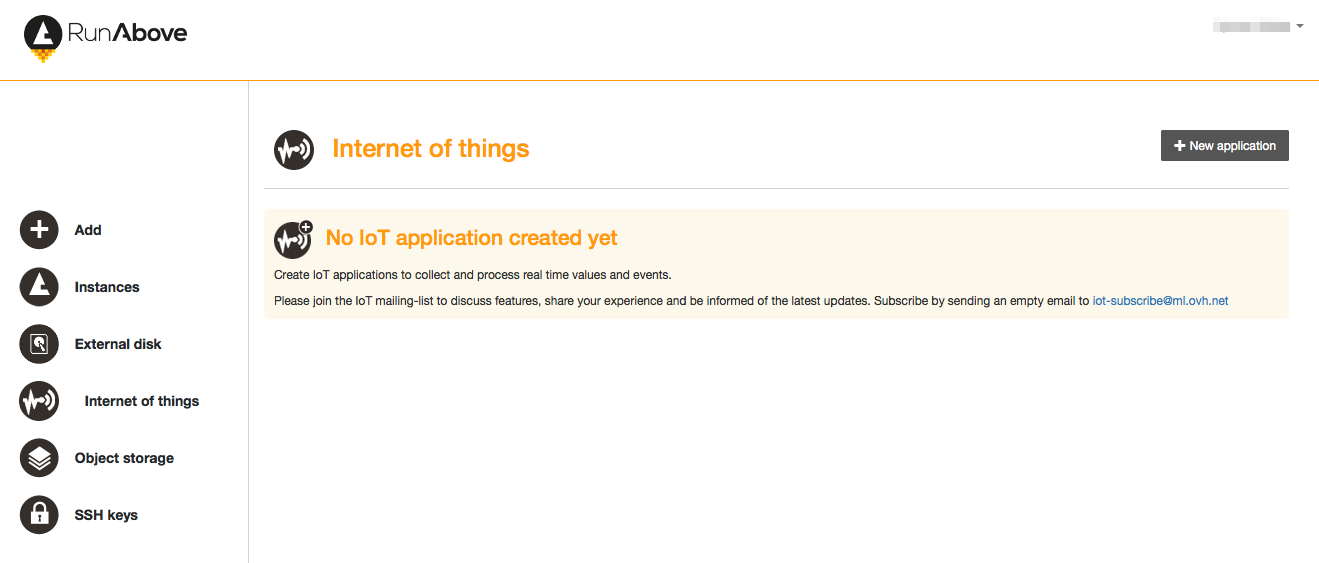 RunAbove
Internet of things
New application
Add
Instances
External disk
Internet of things
Object storage
SSH keys
No IoT application created yet
Create IoT applications to collect and process real time values and events.
Please join the IoT mailing-list to discuss features, share your experience and be informed of the latest updates. Subscribe by sending an empty email to iot-subscribe@ml.ovh.net